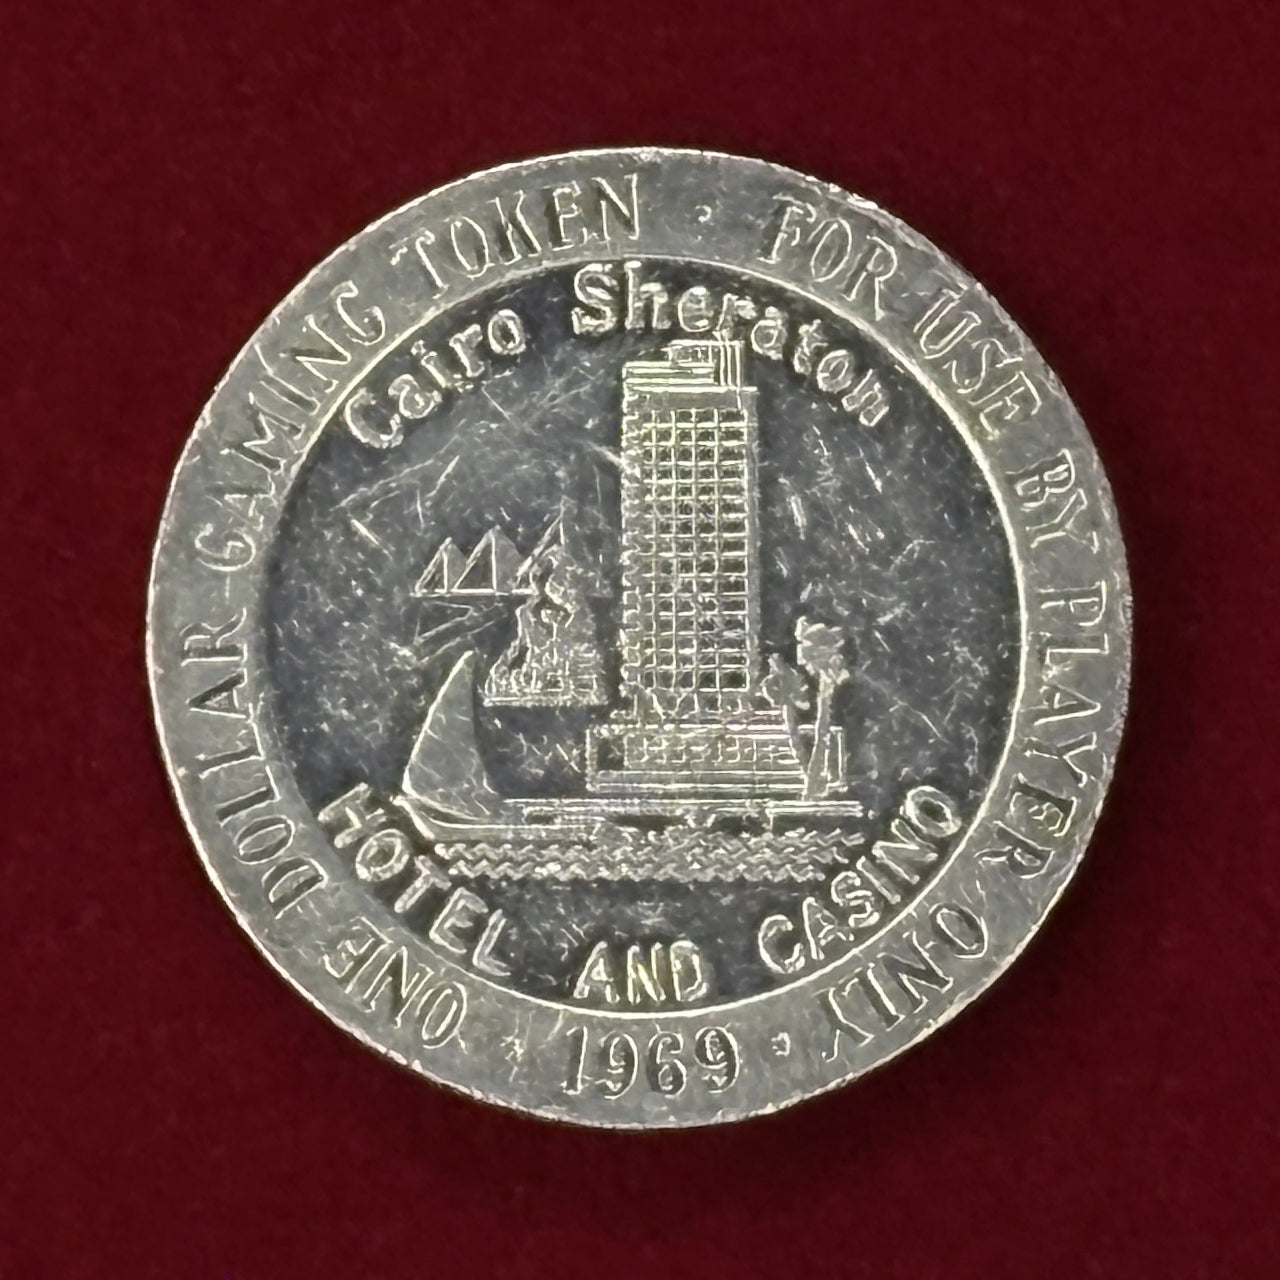 ONE DOLLAR GAMING TOKEN · FOR USE BY PLAYER ONLY ·
Cairo Sheraton
HOTEL AND CASINO
1969